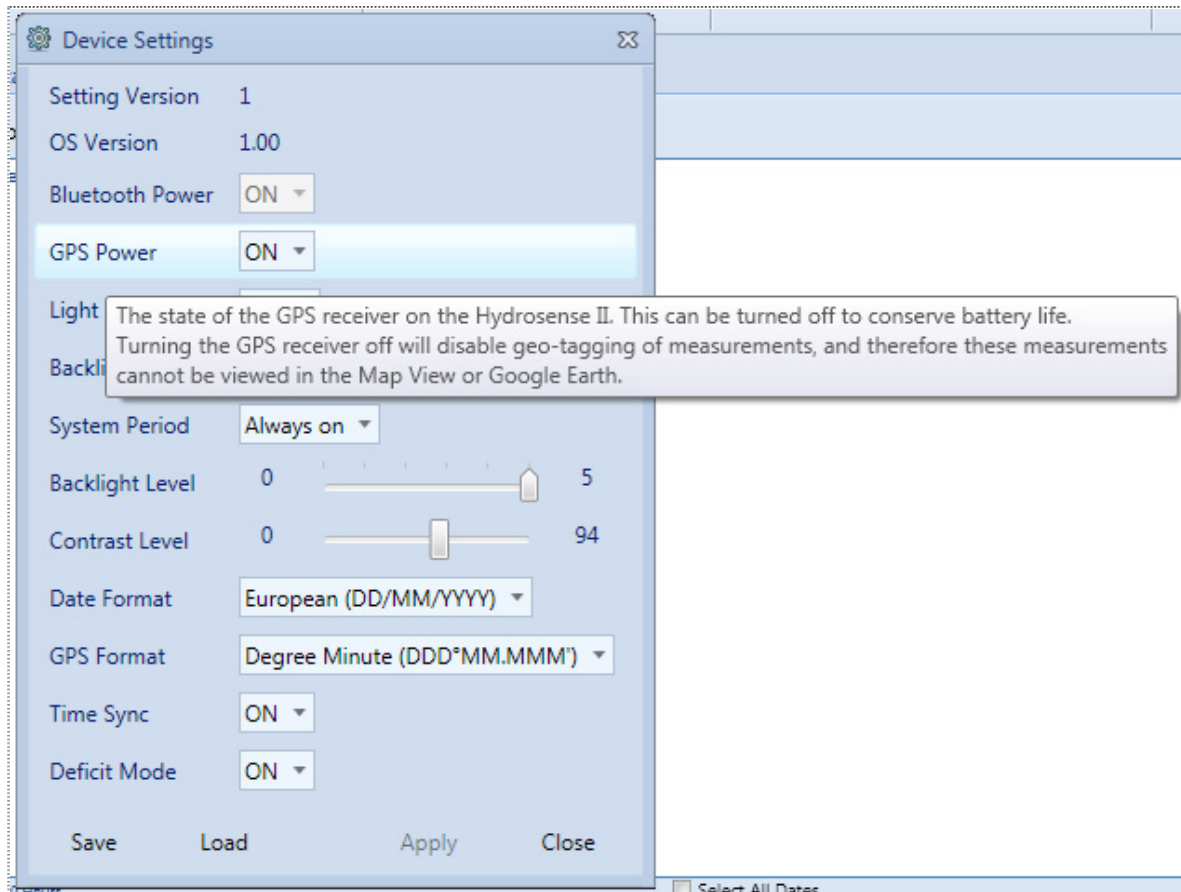 Device Settings
Setting Version 1
OS Version 1.00
Bluetooth Power ON
GPS Power ON
Light
The state of the GPS receiver on the Hydrosense II. This can be turned off to conserve battery life.
Turning the GPS receiver off will disable geo-tagging of measurements, and therefore these measurements
Backli
cannot be viewed in the Map View or Google Earth.
System Period Always on
Backlight Level 0 5
Contrast Level 0 94
Date Format European (DD/MM/YYYY)
GPS Format Degree Minute (DDD°MM.MMM')
Time Sync ON
Deficit Mode ON
Save Load Apply Close
Select All Dates